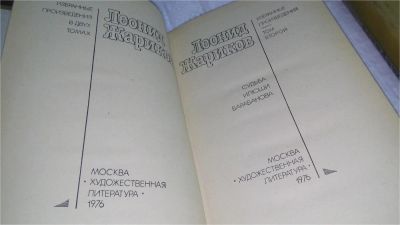 ИЗБРАННЫЕ
ПРОИЗВЕДЕНИЯ
В ДВУХ
ТОМАХ
Леонид
Жариков
МОСКВА
·ХУДОЖЕСТВЕННАЯ
ЛИТЕРАТУРА·
1976
ИЗБРАННЫЕ
ПРОИЗВЕДЕНИЯ
ТОМ
ВТОРОЙ
Леонид
Жариков
СУДЬБА
ИЛЮШИ
БАРАБАНОВА
МОСКВА
·ХУДОЖЕСТВЕННАЯ
ЛИТЕРАТУРА·
1976